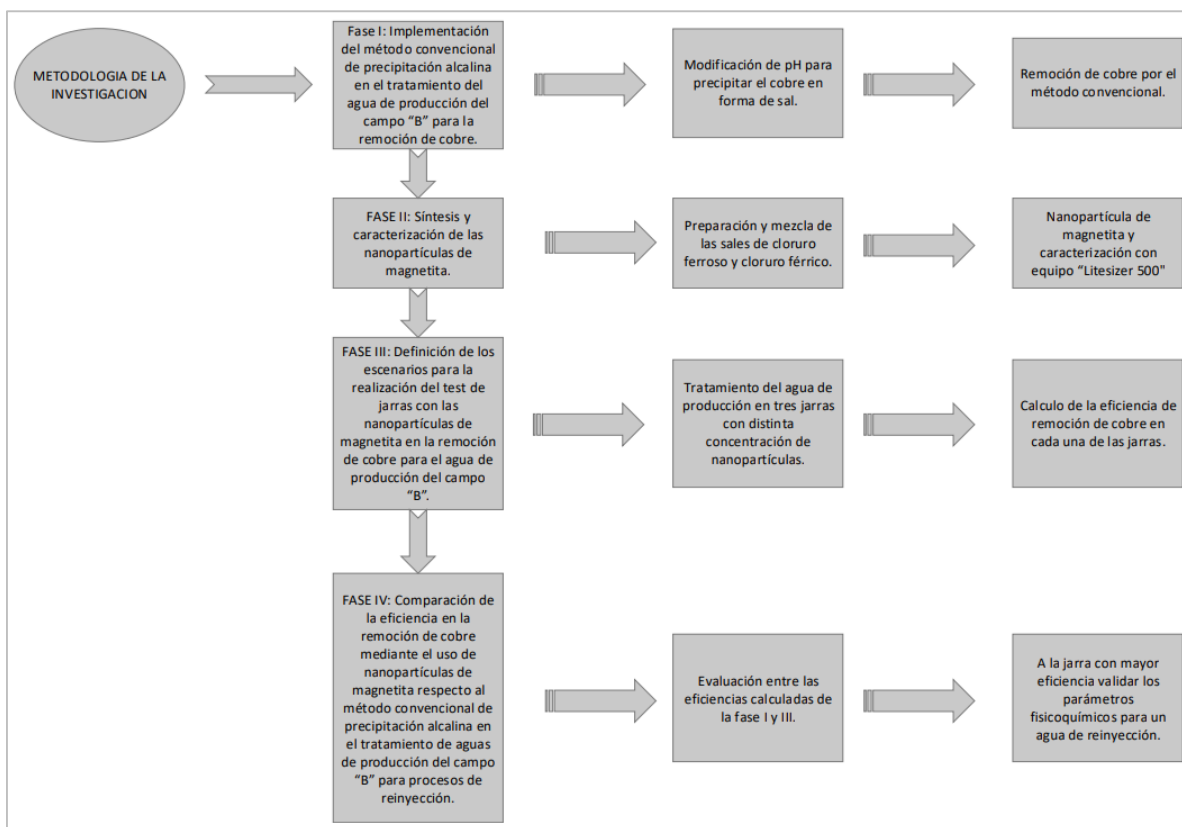 METODOLOGIA DE LA
INVESTIGACION
Fase I: Implementación
del método convencional
de precipitación alcalina
en el tratamiento del
agua de producción del
campo “B” para la
remoción de cobre.
Modificación de pH para
precipitar el cobre en
forma de sal.
Remoción de cobre por el
método convencional.
FASE II: Síntesis y
caracterización de las
nanopartículas de
magnetita.
Preparación y mezcla de
las sales de cloruro
ferroso y cloruro férrico.
Nanopartícula de
magnetita y
caracterización con
equipo “Litesizer 500"
FASE III: Definición de los
escenarios para la
realización del test de
jarras con las
nanopartículas de
magnetita en la remoción
de cobre para el agua de
producción del campo
“B”.
Tratamiento del agua de
producción en tres jarras
con distinta
concentración de
nanopartículas.
Calculo de la eficiencia de
remoción de cobre en
cada una de las jarras.
FASE IV: Comparación de
la eficiencia en la
remoción de cobre
mediante el uso de
nanopartículas de
magnetita respecto al
método convencional de
precipitación alcalina en
el tratamiento de aguas
de producción del campo
“B” para procesos de
reinyección.
Evaluación entre las
eficiencias calculadas de
la fase I y III.
A la jarra con mayor
eficiencia validar los
parámetros
fisicoquímicos para un
agua de reinyección.